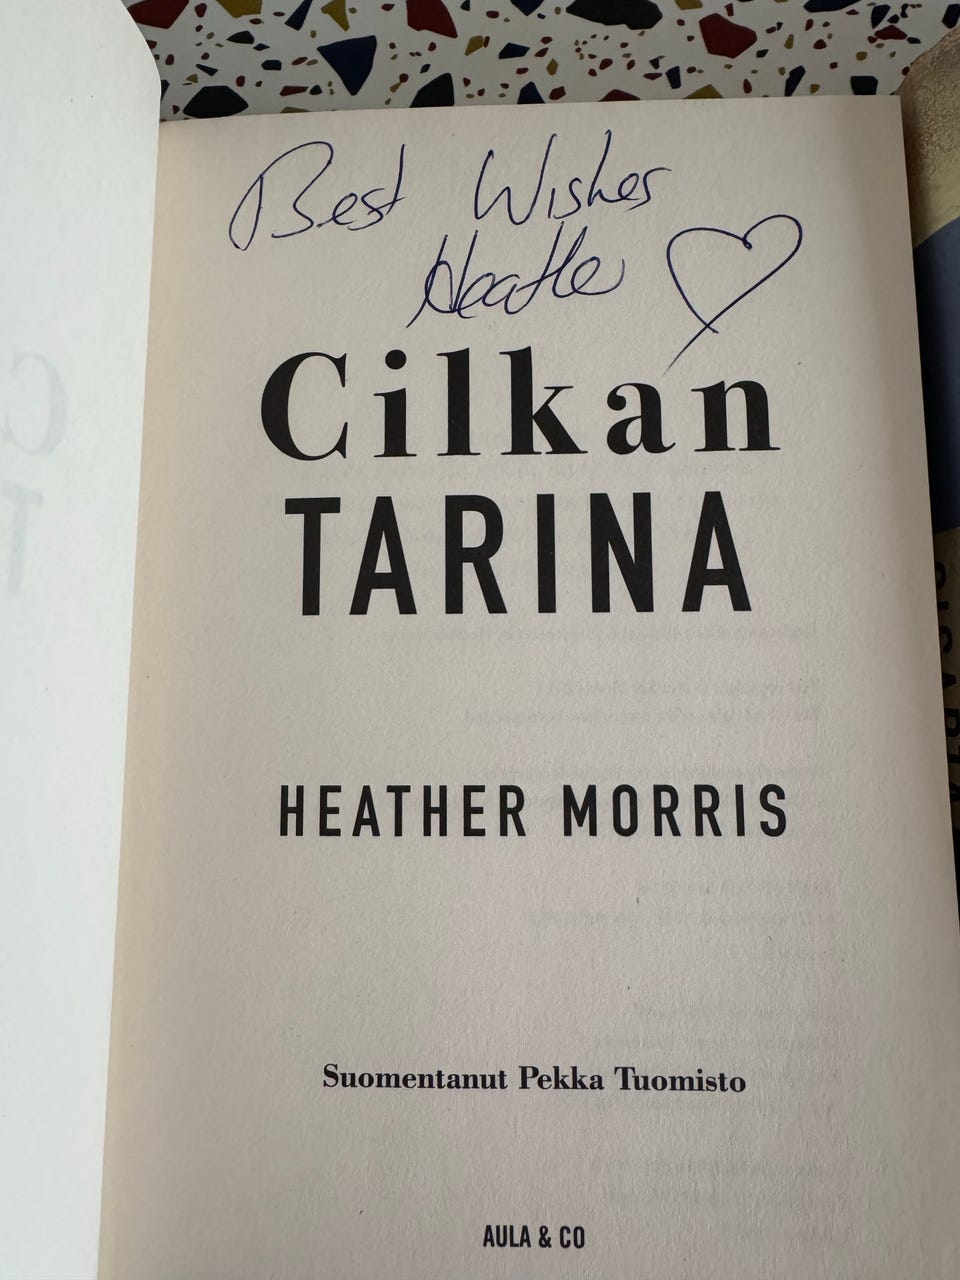 Best Wishes
Heather
Cilkan
TARINA
HEATHER MORRIS
Suomentanut Pekka Tuomisto
AULA & CO